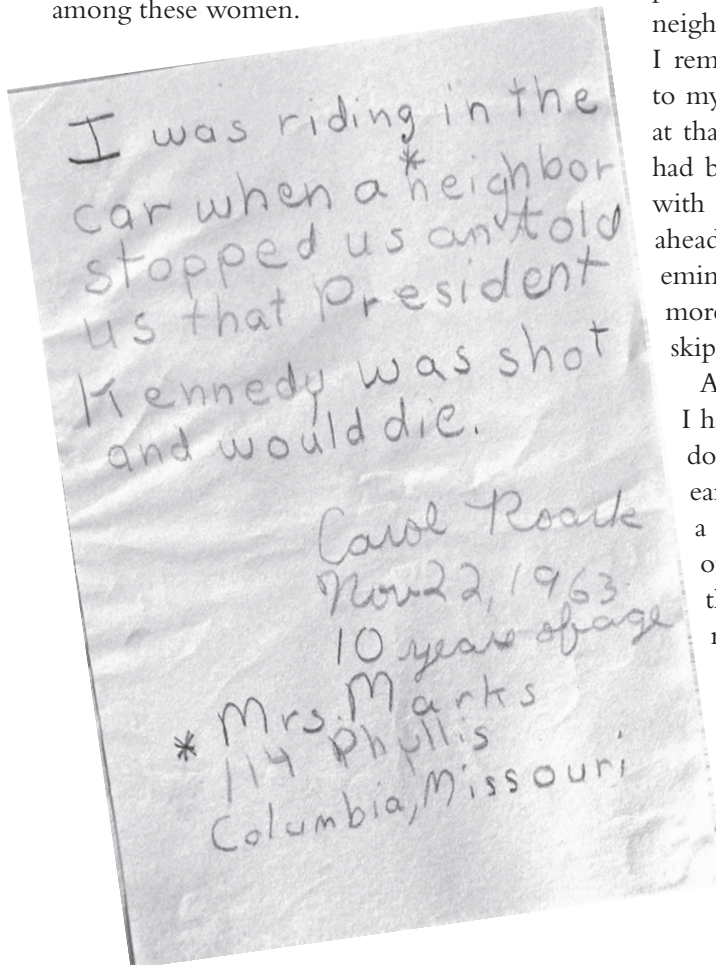 among these women.
I was riding in the
car when a *neighbor
stopped us an told
us that President
Kennedy was shot
and would die.
Carol Roark
Nov 22, 1963
10 years of age
* Mrs. Marks
114 Phyllis
Columbia, Missouri
neigh
I rem
to my
at tha
had b
with
ahead
emin
more
skip
A
I h
do
ear
a
o
th